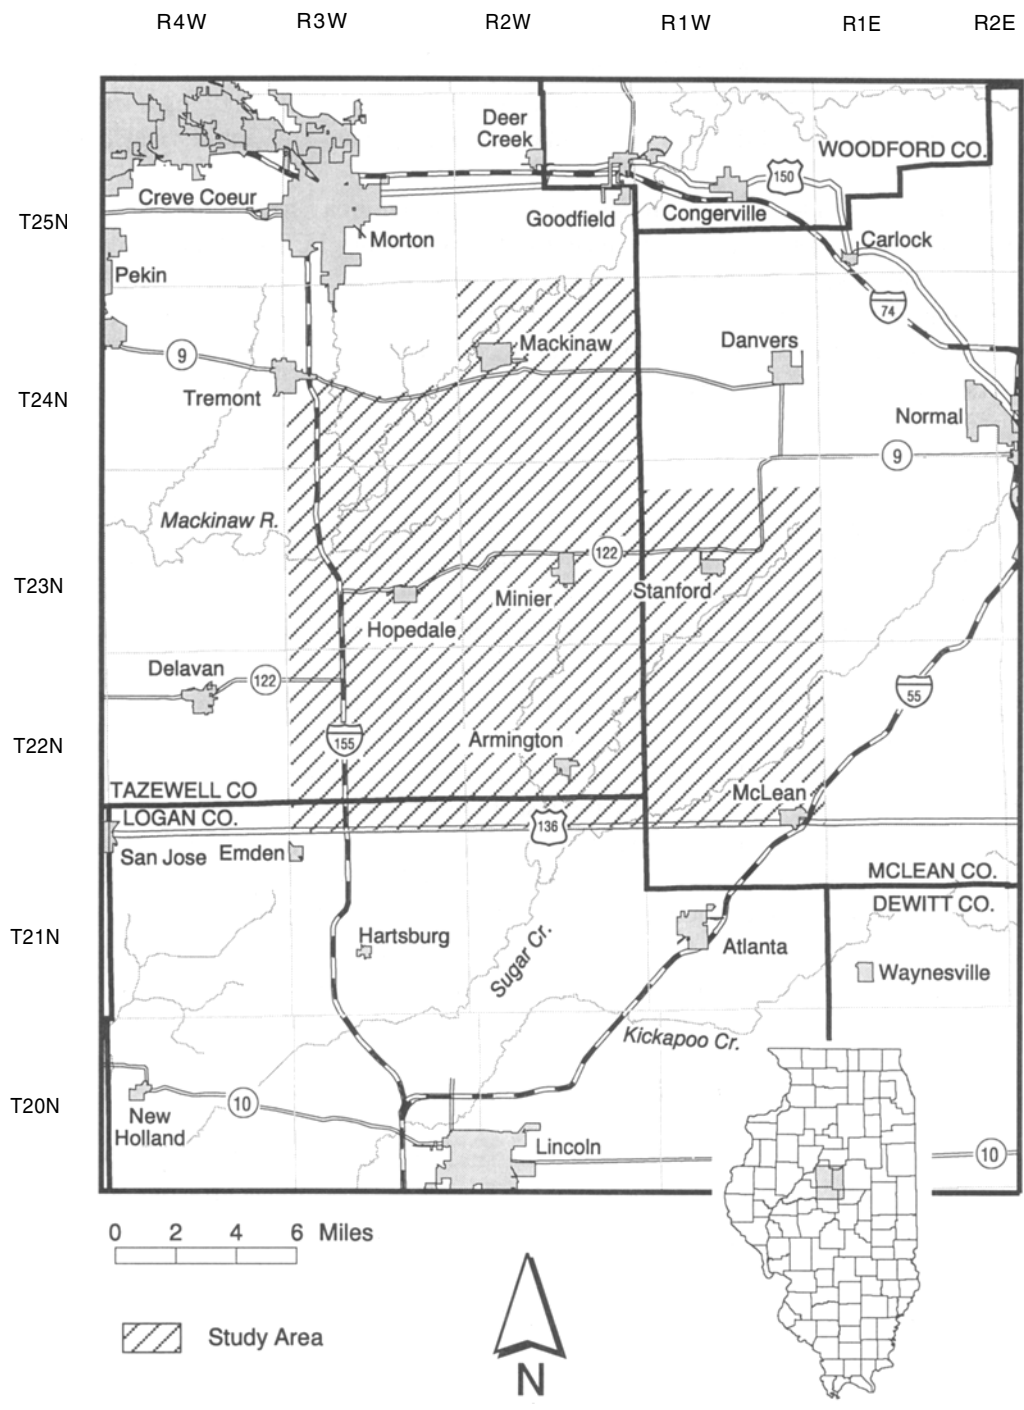 R4W R3W R2W R1W R1E R2E
Deer
Creek
WOODFORD CO.
150
Creve Coeur
Goodfield
Congerville
T25N
Morton
Carlock
Pekin
74
Mackinaw
Danvers
9
Tremont
T24N
Normal
9
Mackinaw R.
122
T23N
Minier
Stanford
Hopedale
Delavan
122
55
T22N
155
Armington
TAZEWELL CO
McLean
LOGAN CO.
136
San Jose
Emden
MCLEAN CO.
DEWITT CO.
T21N
Hartsburg
Atlanta
Sugar Cr.
Waynesville
Kickapoo Cr.
T20N
10
New
Holland
Lincoln
10
0 2 4 6 Miles
Study Area
N